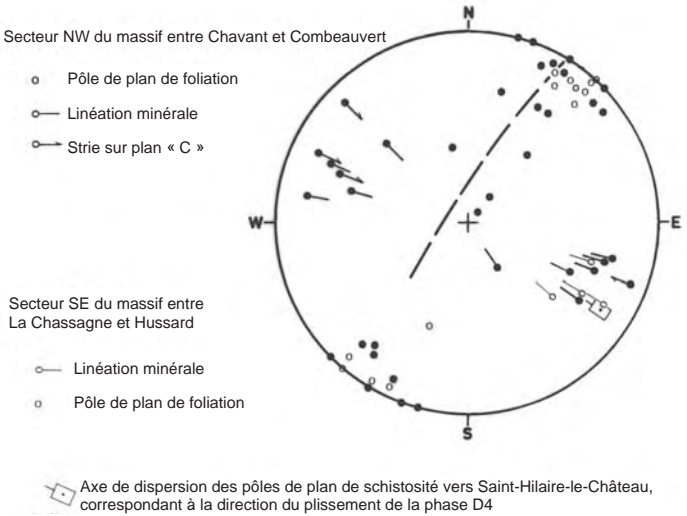 N
Secteur NW du massif entre Chavant et Combeauvert
Pôle de plan de foliation
Linéation minérale
Strie sur plan « C »
W
E
Secteur SE du massif entre
La Chassagne et Hussard
Linéation minérale
Pôle de plan de foliation
S
Axe de dispersion des pôles de plan de schistosité vers Saint-Hilaire-le-Château,
correspondant à la direction du plissement de la phase D4